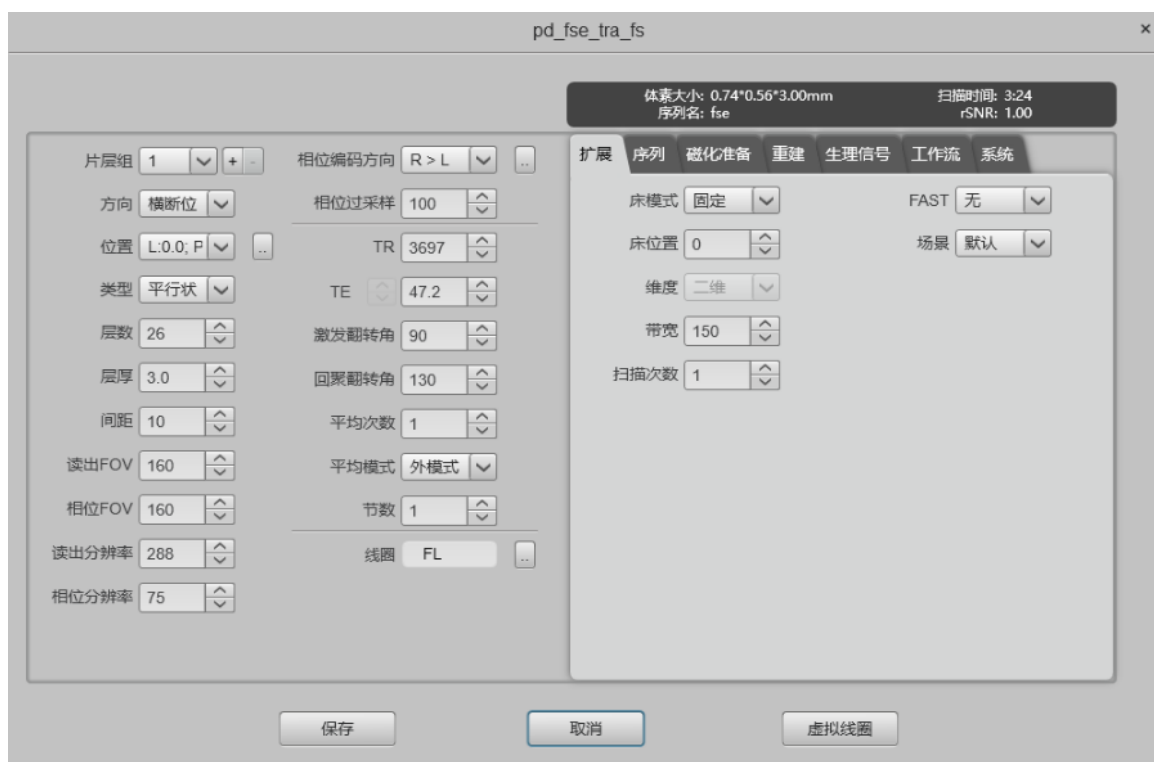 pd_fse_tra_fs ×
体素大小: 0.74*0.56*3.00mm 扫描时间: 3:24
序列名: fse rSNR: 1.00
片层组 1 + - 相位编码方向 R > L ..
扩展 序列 磁化准备 重建 生理信号 工作流 系统
方向 横断位 相位过采样 100 床模式 固定 FAST 无
位置 L:0.0; P .. TR 3697 床位置 0 场景 默认
类型 平行状 TE 47.2 维度 二维
层数 26 激发翻转角 90 带宽 150
层厚 3.0 回聚翻转角 130 扫描次数 1
间距 10 平均次数 1
读出FOV 160 平均模式 外模式
相位FOV 160 节数 1
读出分辨率 288 线圈 FL ..
相位分辨率 75
保存 取消 虚拟线圈